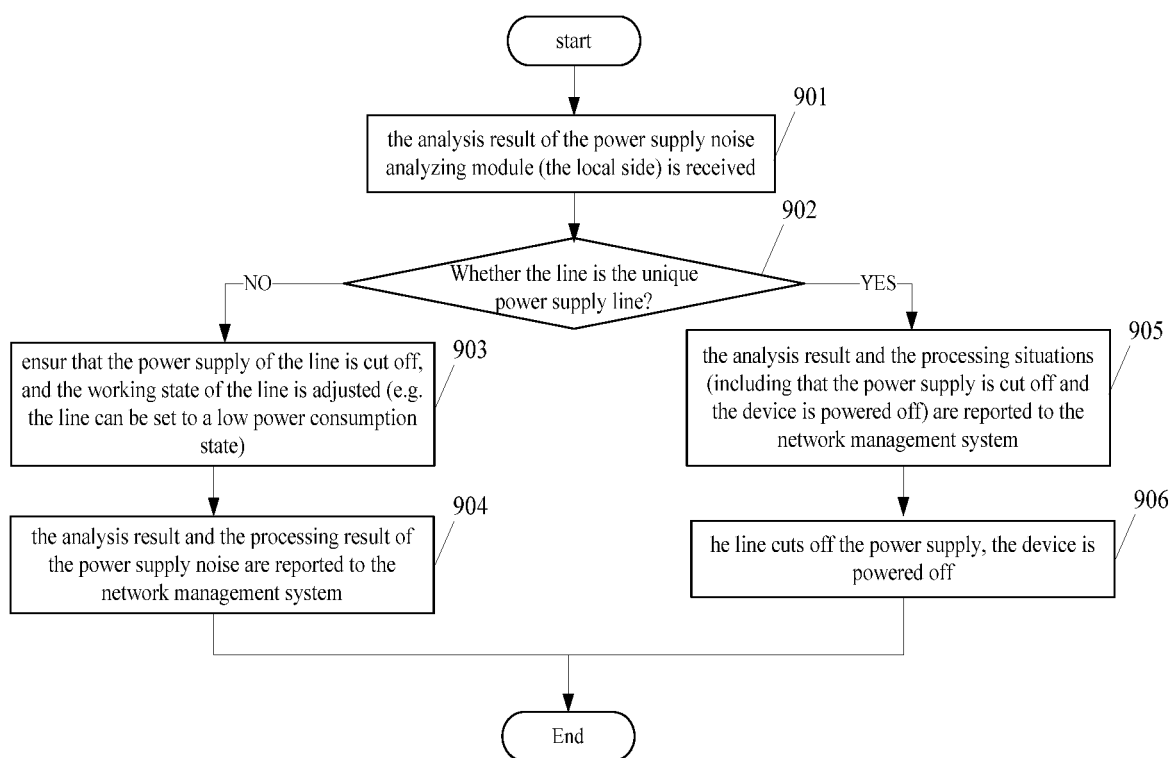 start
901
the analysis result of the power supply noise
analyzing module (the local side) is received
902
Whether the line is the unique
power supply line?
NO
YES
903
ensur that the power supply of the line is cut off,
and the working state of the line is adjusted (e.g.
the line can be set to a low power consumption
state)
905
the analysis result and the processing situations
(including that the power supply is cut off and
the device is powered off) are reported to the
network management system
904
the analysis result and the processing result of
the power supply noise are reported to the
network management system
906
he line cuts off the power supply, the device is
powered off
End